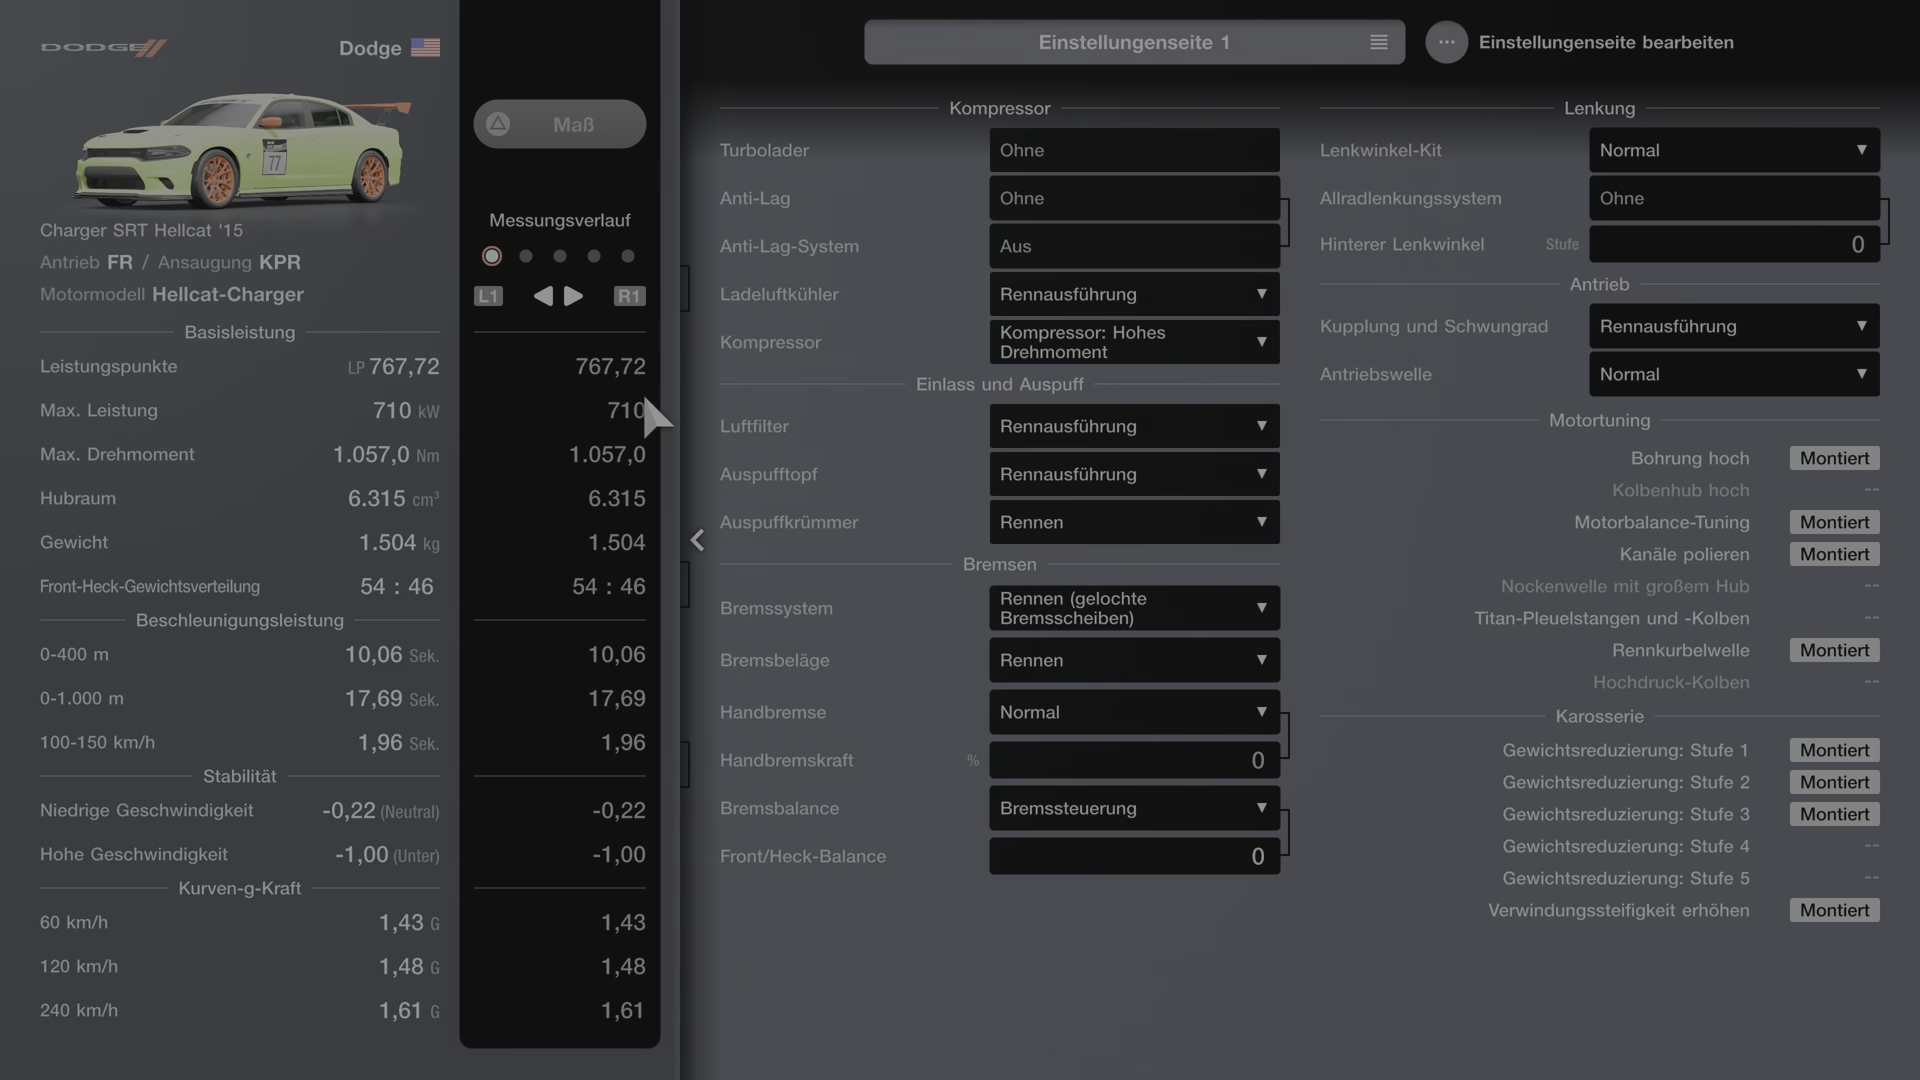 DODGE
Dodge
77
Charger SRT Hellcat '15
Antrieb FR / Ansaugung KPR
Motormodell Hellcat-Charger
Basisleistung
Leistungspunkte LP 767,72
Max. Leistung 710 kW
Max. Drehmoment 1.057,0 Nm
Hubraum 6.315 cm³
Gewicht 1.504 kg
Front-Heck-Gewichtsverteilung 54 : 46
Beschleunigungsleistung
0-400 m 10,06 Sek.
0-1.000 m 17,69 Sek.
100-150 km/h 1,96 Sek.
Stabilität
Niedrige Geschwindigkeit -0,22 (Neutral)
Hohe Geschwindigkeit -1,00 (Unter)
Kurven-g-Kraft
60 km/h 1,43 G
120 km/h 1,48 G
240 km/h 1,61 G
Maß
Messungsverlauf
L1 R1
767,72
710
1.057,0
6.315
1.504
54 : 46
10,06
17,69
1,96
-0,22
-1,00
1,43
1,48
1,61
Einstellungenseite 1
Einstellungenseite bearbeiten
Kompressor
Turbolader Ohne
Anti-Lag Ohne
Anti-Lag-System Aus
Ladeluftkühler Rennausführung
Kompressor Kompressor: Hohes
Drehmoment
Einlass und Auspuff
Luftfilter Rennausführung
Auspufftopf Rennausführung
Auspuffkrümmer Rennen
Bremsen
Bremssystem Rennen (gelochte
Bremsscheiben)
Bremsbeläge Rennen
Handbremse Normal
Handbremskraft % 0
Bremsbalance Bremssteuerung
Front/Heck-Balance 0
Lenkung
Lenkwinkel-Kit Normal
Allradlenkungssystem Ohne
Hinterer Lenkwinkel Stufe 0
Antrieb
Kupplung und Schwungrad Rennausführung
Antriebswelle Normal
Motortuning
Bohrung hoch Montiert
Kolbenhub hoch --
Motorbalance-Tuning Montiert
Kanäle polieren Montiert
Nockenwelle mit großem Hub --
Titan-Pleuelstangen und -Kolben --
Rennkurbelwelle Montiert
Hochdruck-Kolben --
Karosserie
Gewichtsreduzierung: Stufe 1 Montiert
Gewichtsreduzierung: Stufe 2 Montiert
Gewichtsreduzierung: Stufe 3 Montiert
Gewichtsreduzierung: Stufe 4 --
Gewichtsreduzierung: Stufe 5 --
Verwindungssteifigkeit erhöhen Montiert